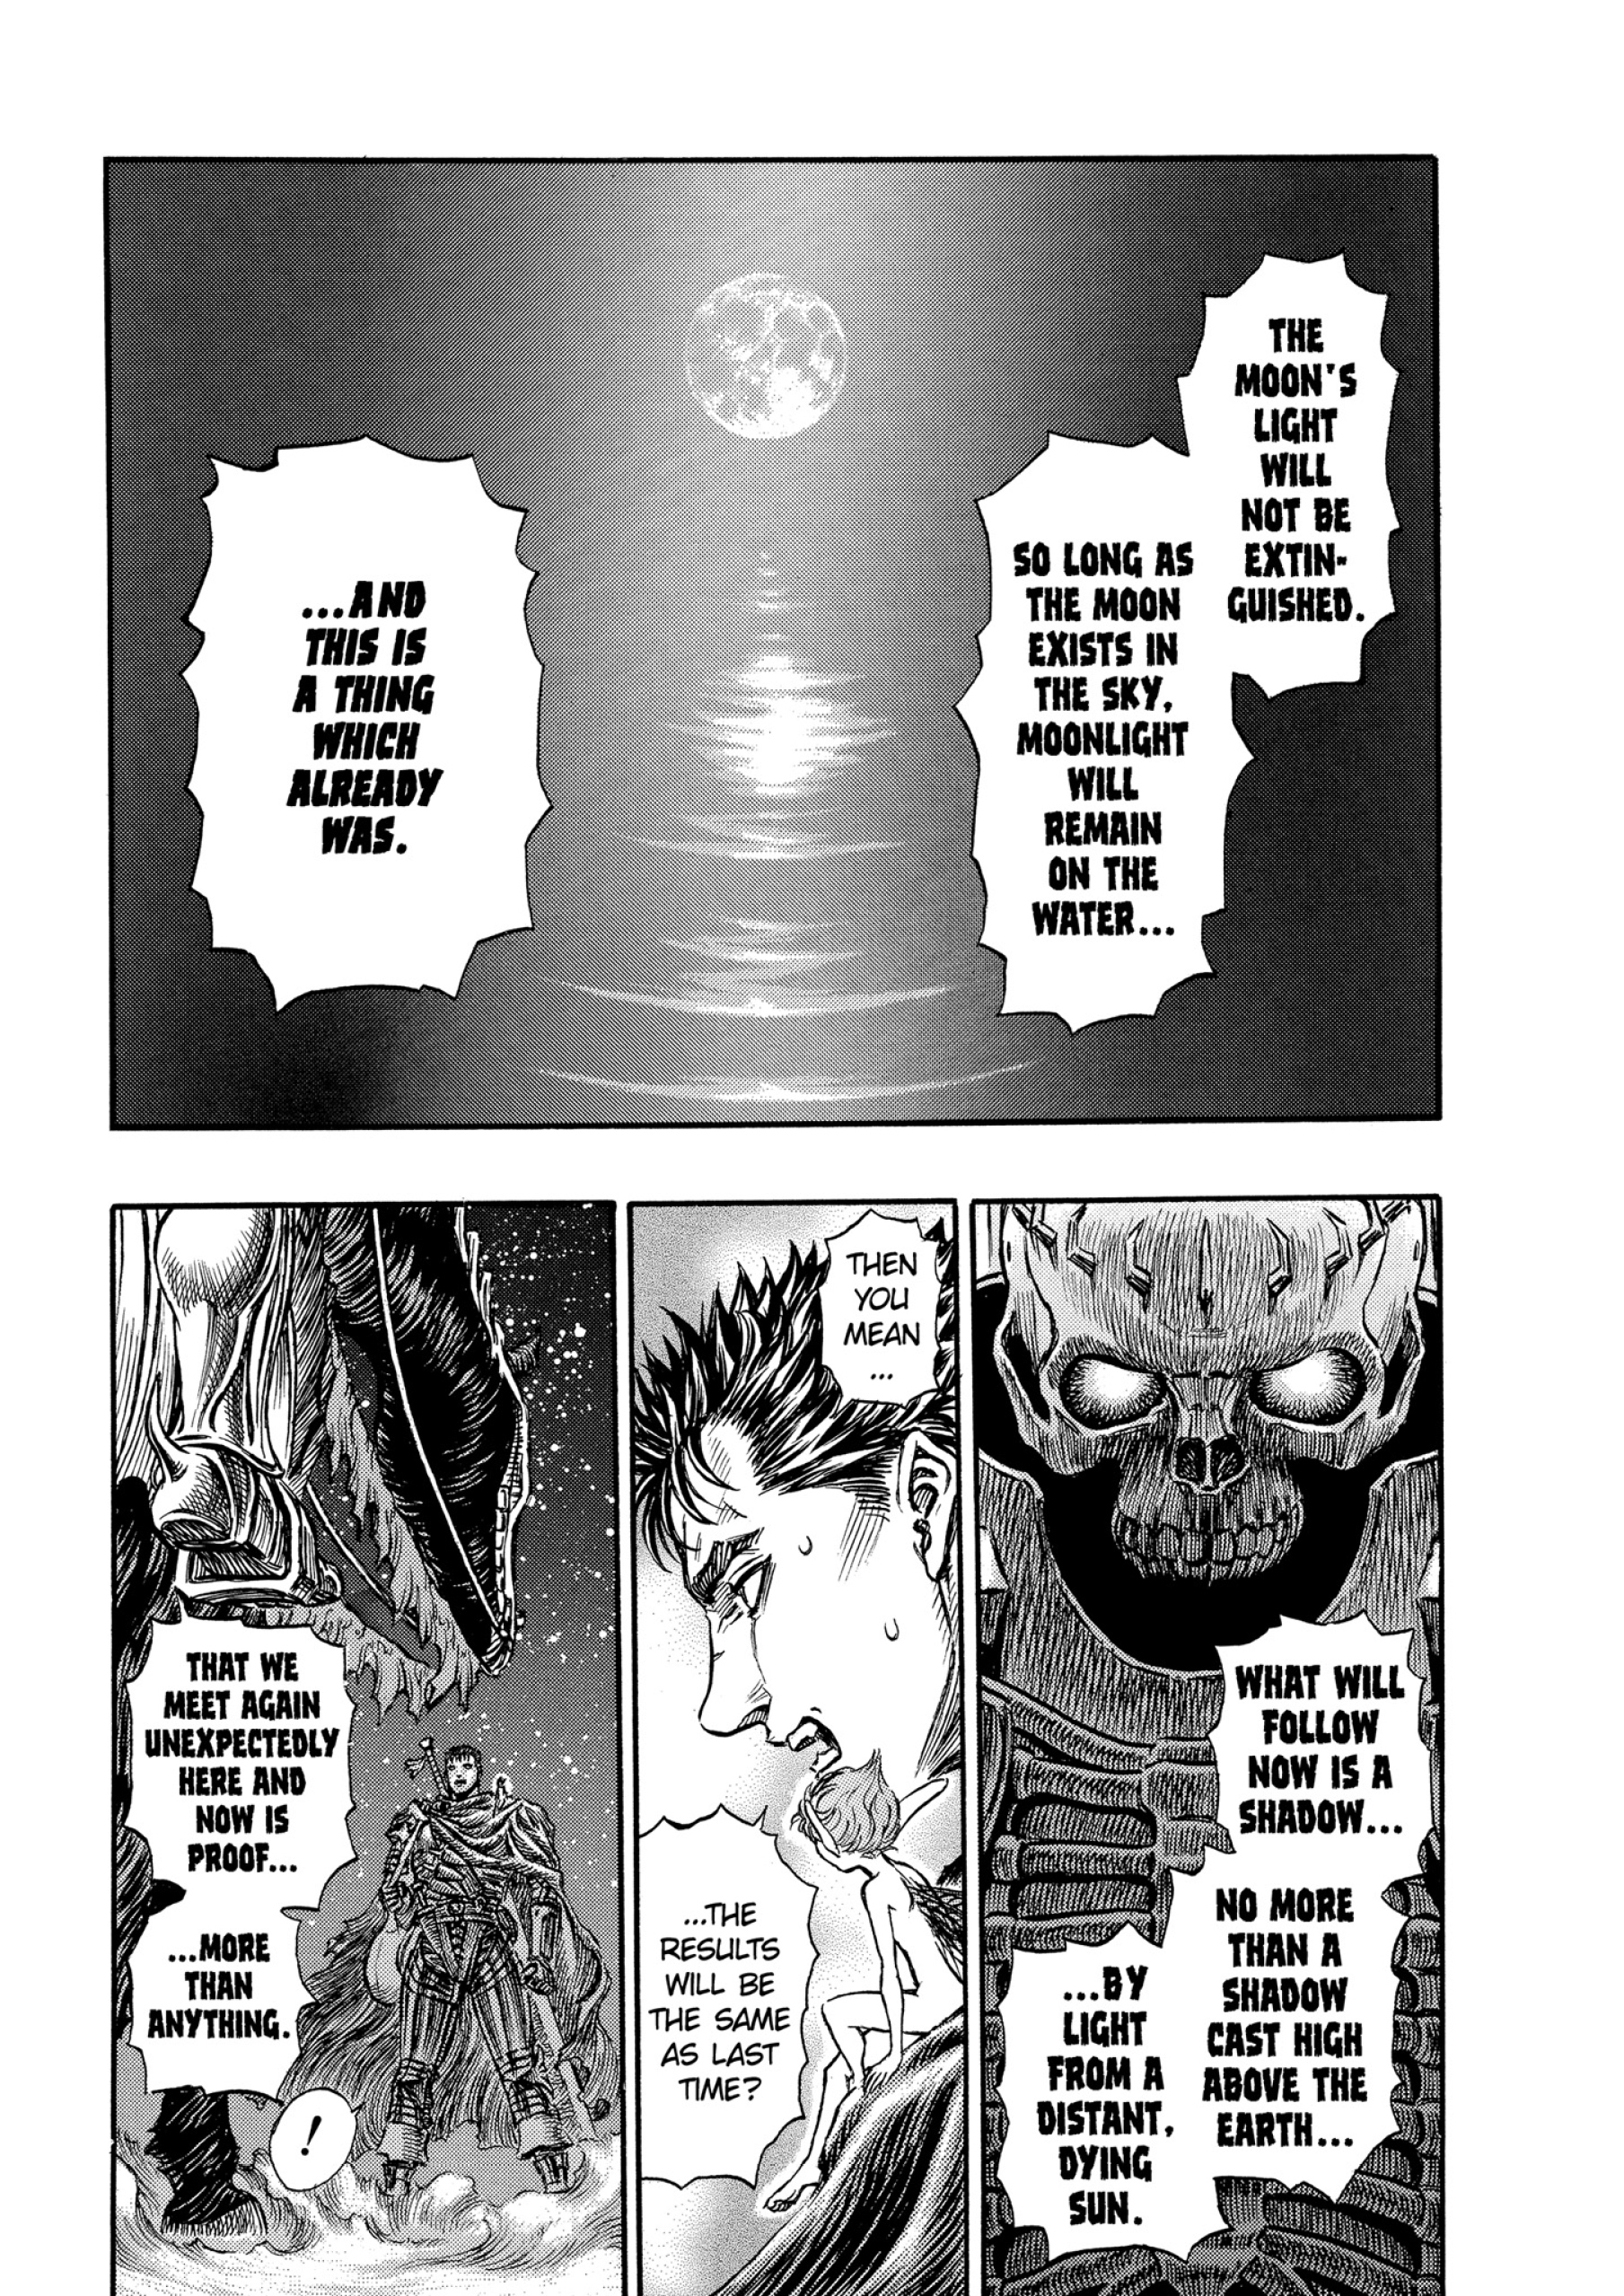 THE
MOON'S
LIGHT
WILL
NOT BE
EXTIN-
GUISHED.
SO LONG AS
THE MOON
EXISTS IN
THE SKY,
MOONLIGHT
WILL
REMAIN
ON THE
WATER...
...AND
THIS IS
A THING
WHICH
ALREADY
WAS.
WHAT WILL
FOLLOW
NOW IS A
SHADOW...
NO MORE
THAN A
SHADOW
CAST HIGH
ABOVE THE
EARTH...
...BY
LIGHT
FROM A
DISTANT,
DYING
SUN.
THEN
YOU
MEAN
...
...THE
RESULTS
WILL BE
THE SAME
AS LAST
TIME?
THAT WE
MEET AGAIN
UNEXPECTEDLY
HERE AND
NOW IS
PROOF...
...MORE
THAN
ANYTHING.
!